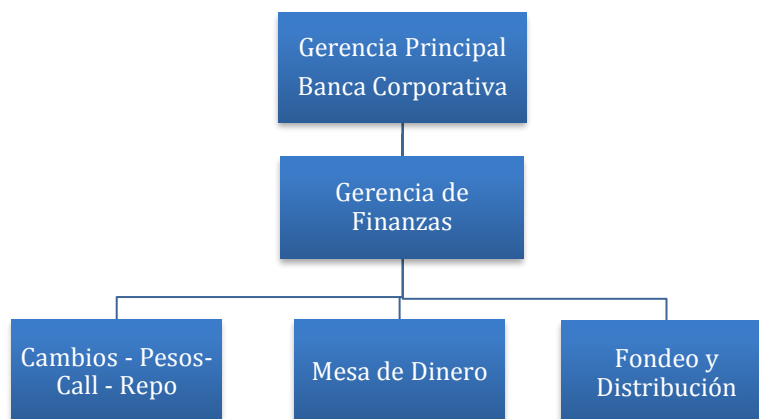 Gerencia Principal
Banca Corporativa
Gerencia de
Finanzas
Cambios - Pesos-
Call - Repo
Mesa de Dinero
Fondeo y
Distribución